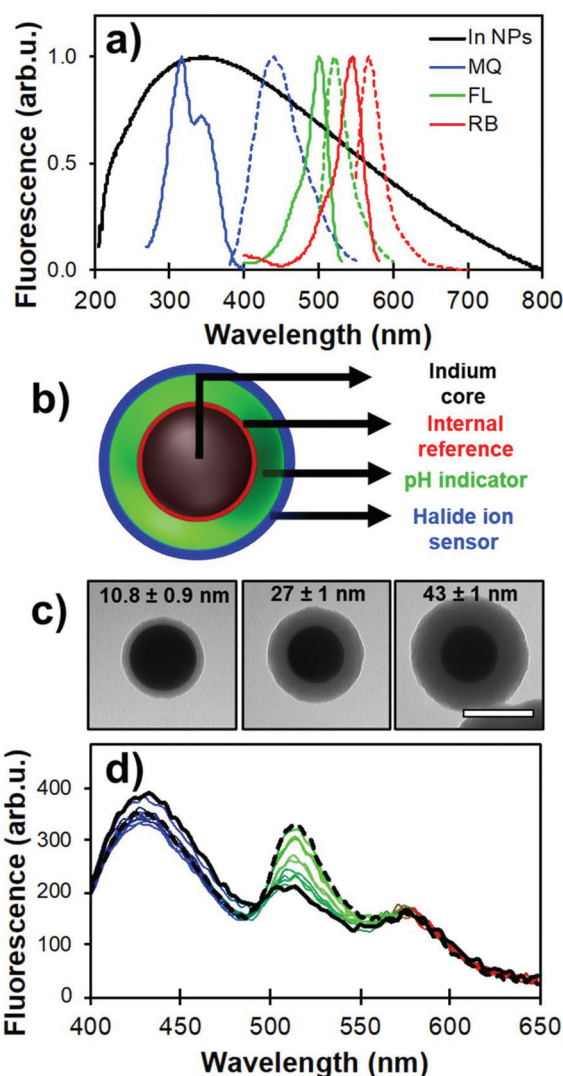 a)
In NPs
MQ
FL
RB
Fluorescence (arb.u.)
1.0
0.5
0.0
200 300 400 500 600 700 800
Wavelength (nm)
b)
Indium
core
Internal
reference
pH indicator
Halide ion
sensor
c)
10.8 ± 0.9 nm
27 ± 1 nm
43 ± 1 nm
d)
Fluorescence (arb.u.)
400
300
200
100
0
400 450 500 550 600 650
Wavelength (nm)